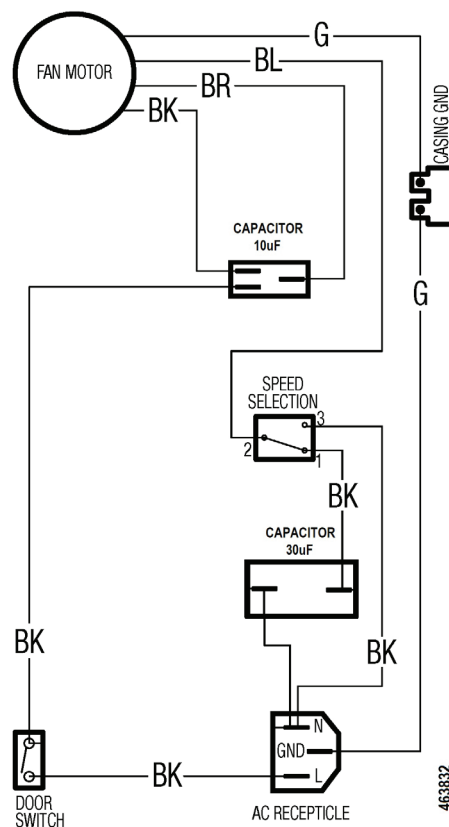 G
BL
FAN MOTOR
BR
BK
CASING GND
CAPACITOR
10uF
G
SPEED
SELECTION
3
2
1
BK
CAPACITOR
30uF
BK
BK
N
GND
L
BK
DOOR
SWITCH
AC RECEPTICLE
463832